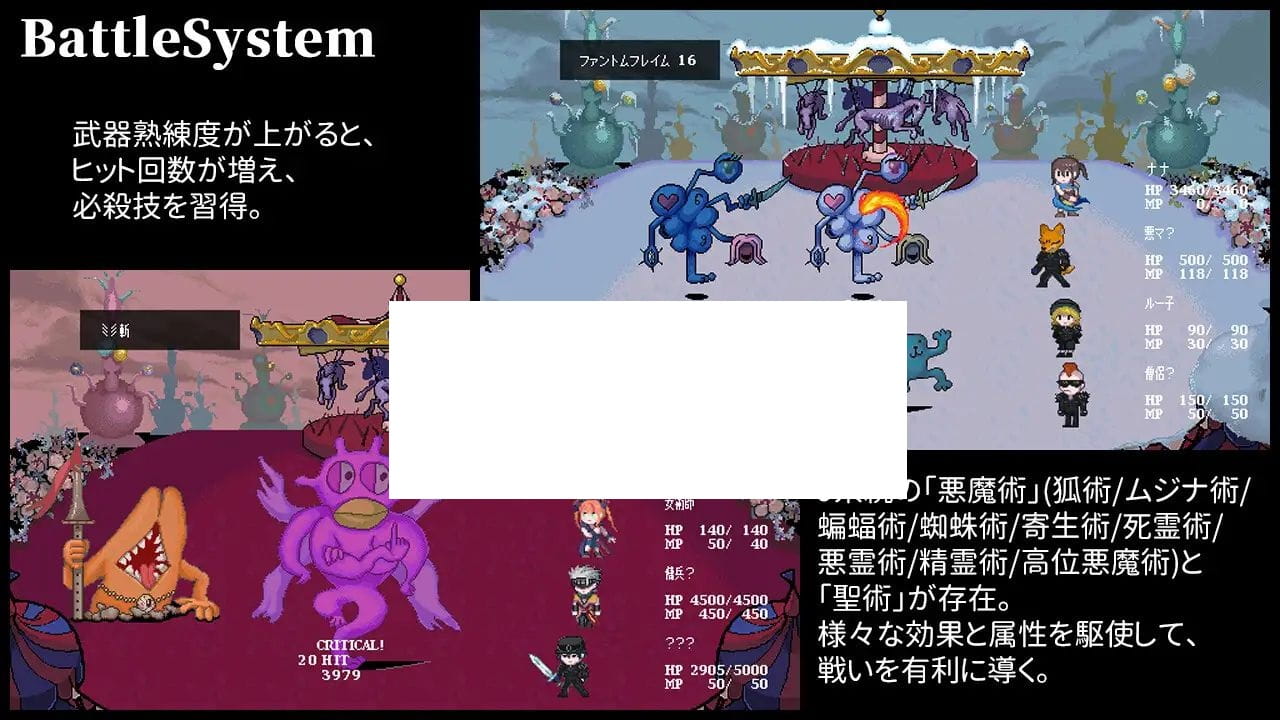 BattleSystem
武器熟練度が上がると、
ヒット回数が増え、
必殺技を習得。
ファントムフレイム 16
ナナ
HP 3460/3460
MP 0/ 0
悪マ?
HP 500/ 500
MP 118/ 118
ルー子
HP 90/ 90
MP 30/ 30
僧侶?
HP 150/ 150
MP 50/ 50
ミミ斬
CRITICAL!
20 HIT
3979
HP 140/ 140
MP 50/ 40
傭兵?
HP 4500/4500
MP 450/ 450
???
HP 2905/5000
MP 50/ 50
の「悪魔術」(狐術/ムジナ術/
蝙蝠術/蜘蛛術/寄生術/死霊術/
悪霊術/精霊術/高位悪魔術)と
「聖術」が存在。
様々な効果と属性を駆使して、
戦いを有利に導く。